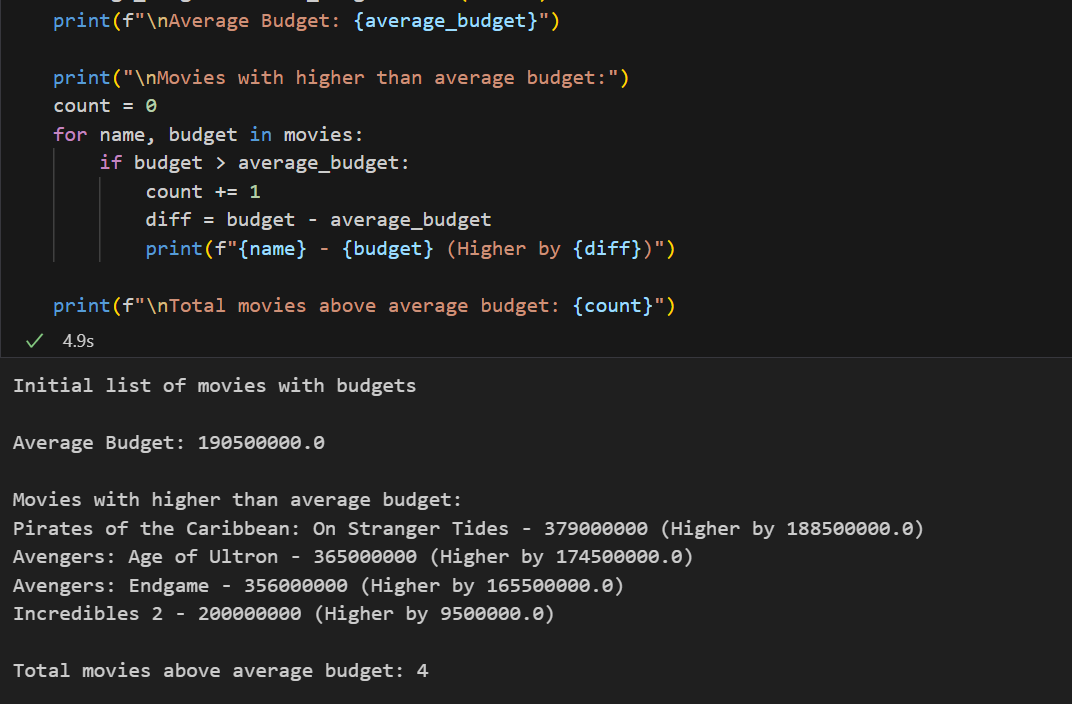 print(f"\nAverage Budget: {average_budget}")
print("\nMovies with higher than average budget:")
count = 0
for name, budget in movies:
if budget > average_budget:
count += 1
diff = budget - average_budget
print(f"{name} - {budget} (Higher by {diff})")
print(f"\nTotal movies above average budget: {count}")
4.9s
Initial list of movies with budgets
Average Budget: 190500000.0
Movies with higher than average budget:
Pirates of the Caribbean: On Stranger Tides - 379000000 (Higher by 188500000.0)
Avengers: Age of Ultron - 365000000 (Higher by 174500000.0)
Avengers: Endgame - 356000000 (Higher by 165500000.0)
Incredibles 2 - 200000000 (Higher by 9500000.0)
Total movies above average budget: 4